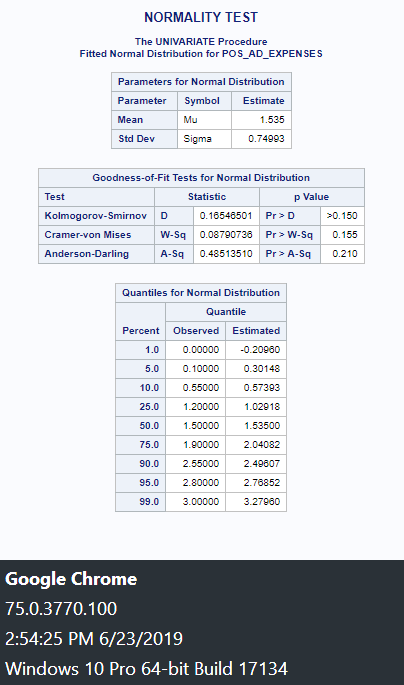 NORMALITY TEST
The UNIVARIATE Procedure
Fitted Normal Distribution for POS_AD_EXPENSES
Parameters for Normal Distribution
Parameter Symbol Estimate
Mean Mu 1.535
Std Dev Sigma 0.74993
Goodness-of-Fit Tests for Normal Distribution
Test Statistic p Value
Kolmogorov-Smirnov D 0.16546501 Pr > D >0.150
Cramer-von Mises W-Sq 0.08790736 Pr > W-Sq 0.155
Anderson-Darling A-Sq 0.48513510 Pr > A-Sq 0.210
Quantiles for Normal Distribution
Quantile
Percent Observed Estimated
1.0 0.00000 -0.20960
5.0 0.10000 0.30148
10.0 0.55000 0.57393
25.0 1.20000 1.02918
50.0 1.50000 1.53500
75.0 1.90000 2.04082
90.0 2.55000 2.49607
95.0 2.80000 2.76852
99.0 3.00000 3.27960
Google Chrome
75.0.3770.100
2:54:25 PM 6/23/2019
Windows 10 Pro 64-bit Build 17134